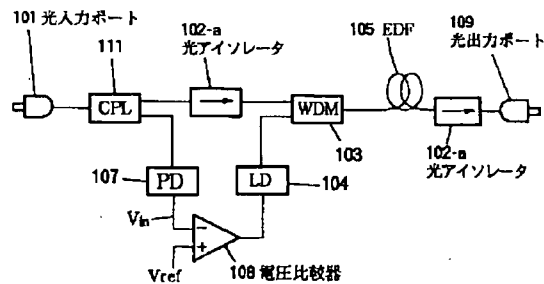 101 光入力ポート
111
102-a
光アイソレータ
105 EDF
109
光出力ポート
CPL
WDM
103
102-a
光アイソレータ
107
PD
LD
104
Vin
Vref
108 電圧比較器